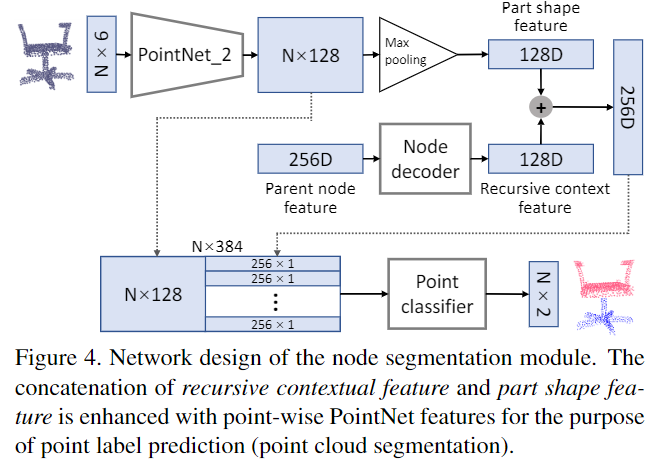 Part shape
feature
N × 6
PointNet_2
N×128
Max
pooling
128D
+
256D
256D
Node
decoder
128D
Parent node
feature
Recursive context
feature
N×384
N×128
256 × 1
256 × 1
⋮
256 × 1
Point
classifier
N × 2
Figure 4. Network design of the node segmentation module. The
concatenation of recursive contextual feature and part shape fea-
ture is enhanced with point-wise PointNet features for the purpose
of point label prediction (point cloud segmentation).